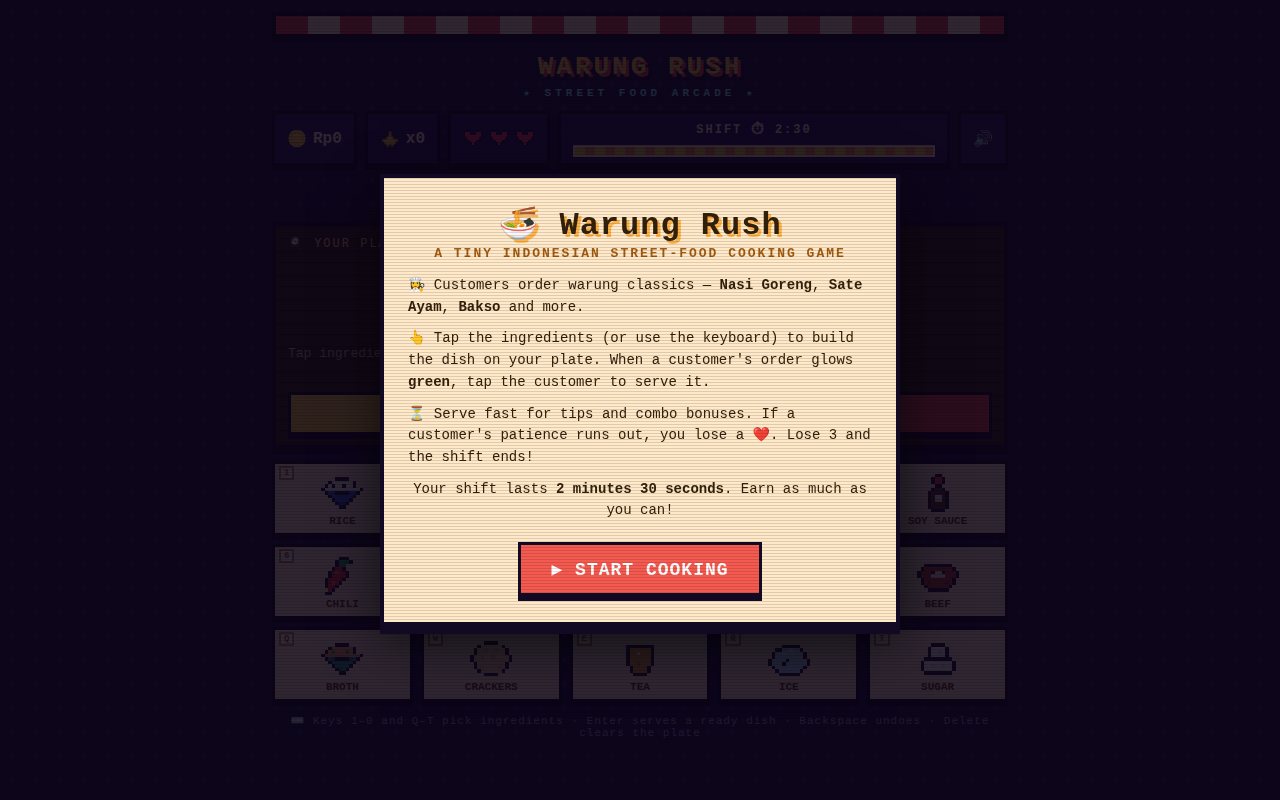 WARUNG RUSH
★ STREET FOOD ARCADE ★
Rp0
x0
SHIFT ⏱ 2:30
Warung Rush
A TINY INDONESIAN STREET-FOOD COOKING GAME
Customers order warung classics — Nasi Goreng, Sate
Ayam, Bakso and more.
Tap the ingredients (or use the keyboard) to build
the dish on your plate. When a customer's order glows
green, tap the customer to serve it.
Serve fast for tips and combo bonuses. If a
customer's patience runs out, you lose a ❤️. Lose 3 and
the shift ends!
Your shift lasts 2 minutes 30 seconds. Earn as much as
you can!
▶ START COOKING
YOUR PL
Tap ingredie
1
RICE
SOY SAUCE
6
CHILI
BEEF
Q
BROTH
W
CRACKERS
E
TEA
R
ICE
T
SUGAR
Keys 1–0 and Q–T pick ingredients · Enter serves a ready dish · Backspace undoes · Delete
clears the plate